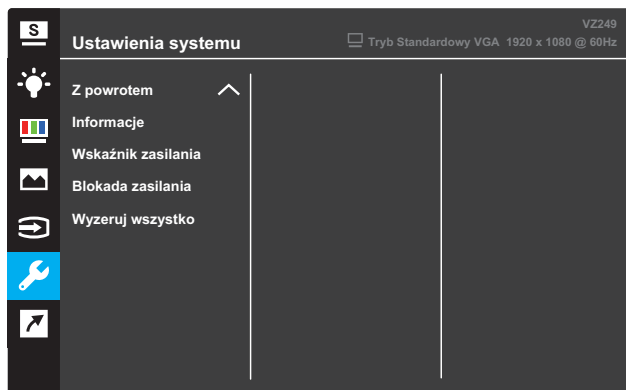 S
VZ249
Ustawienia systemu
Tryb Standardowy VGA 1920 x 1080 @ 60Hz
Z powrotem
Informacje
Wskaźnik zasilania
Blokada zasilania
Wyzeruj wszystko